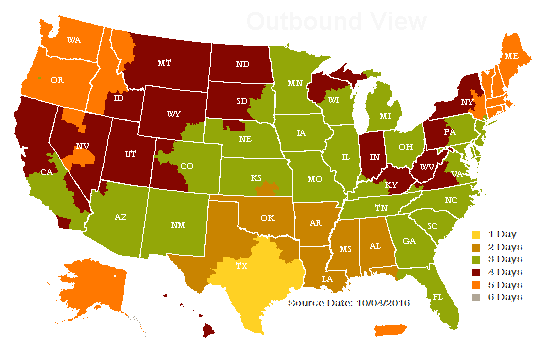 Outbound View
WA
ME
MT
ND
MN
OR
ID
SD
WI
NY
WY
MI
IA
PA
NE
NV
OH
IL
IN
UT
CO
WV
VA
CA
KS
MO
KY
NC
TN
OK
AR
SC
AZ
NM
MS
AL
GA
TX
LA
FL
1 Day
2 Days
3 Days
4 Days
5 Days
6 Days
Source Date: 10/04/2016